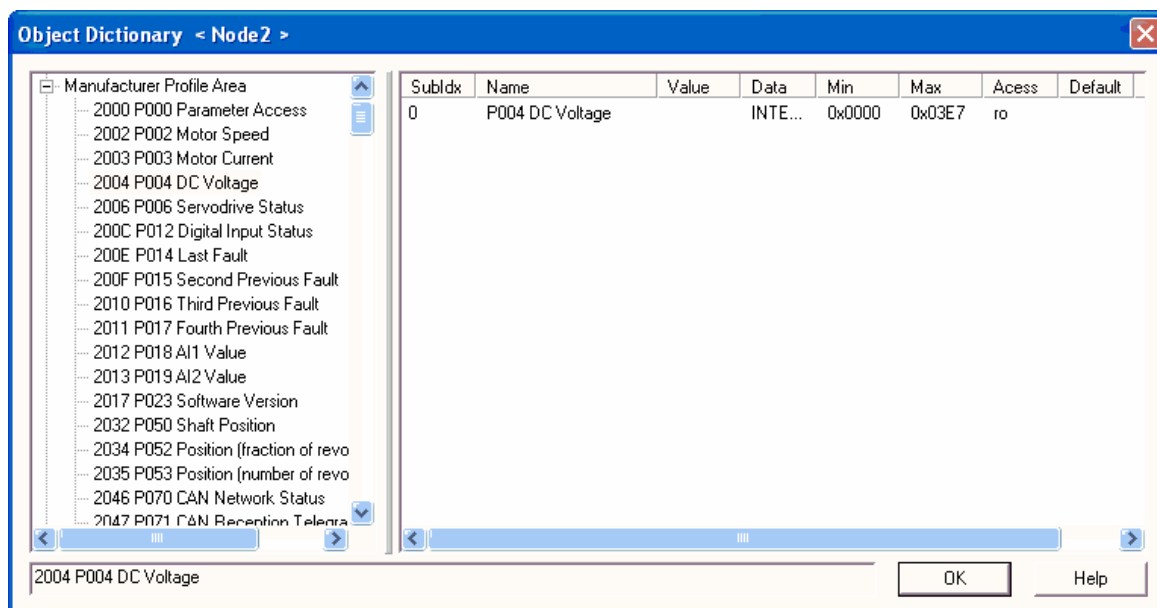 Object Dictionary < Node2 >
Manufacturer Profile Area
2000 P000 Parameter Access
2002 P002 Motor Speed
2003 P003 Motor Current
2004 P004 DC Voltage
2006 P006 Servodrive Status
200C P012 Digital Input Status
200E P014 Last Fault
200F P015 Second Previous Fault
2010 P016 Third Previous Fault
2011 P017 Fourth Previous Fault
2012 P018 AI1 Value
2013 P019 AI2 Value
2017 P023 Software Version
2032 P050 Shaft Position
2034 P052 Position (fraction of revo
2035 P053 Position (number of revo
2046 P070 CAN Network Status
2047 P071 CAN Reception Telegra
SubIdx Name Value Data Min Max Acess Default
0 P004 DC Voltage INTE... 0x0000 0x03E7 ro
2004 P004 DC Voltage
OK Help